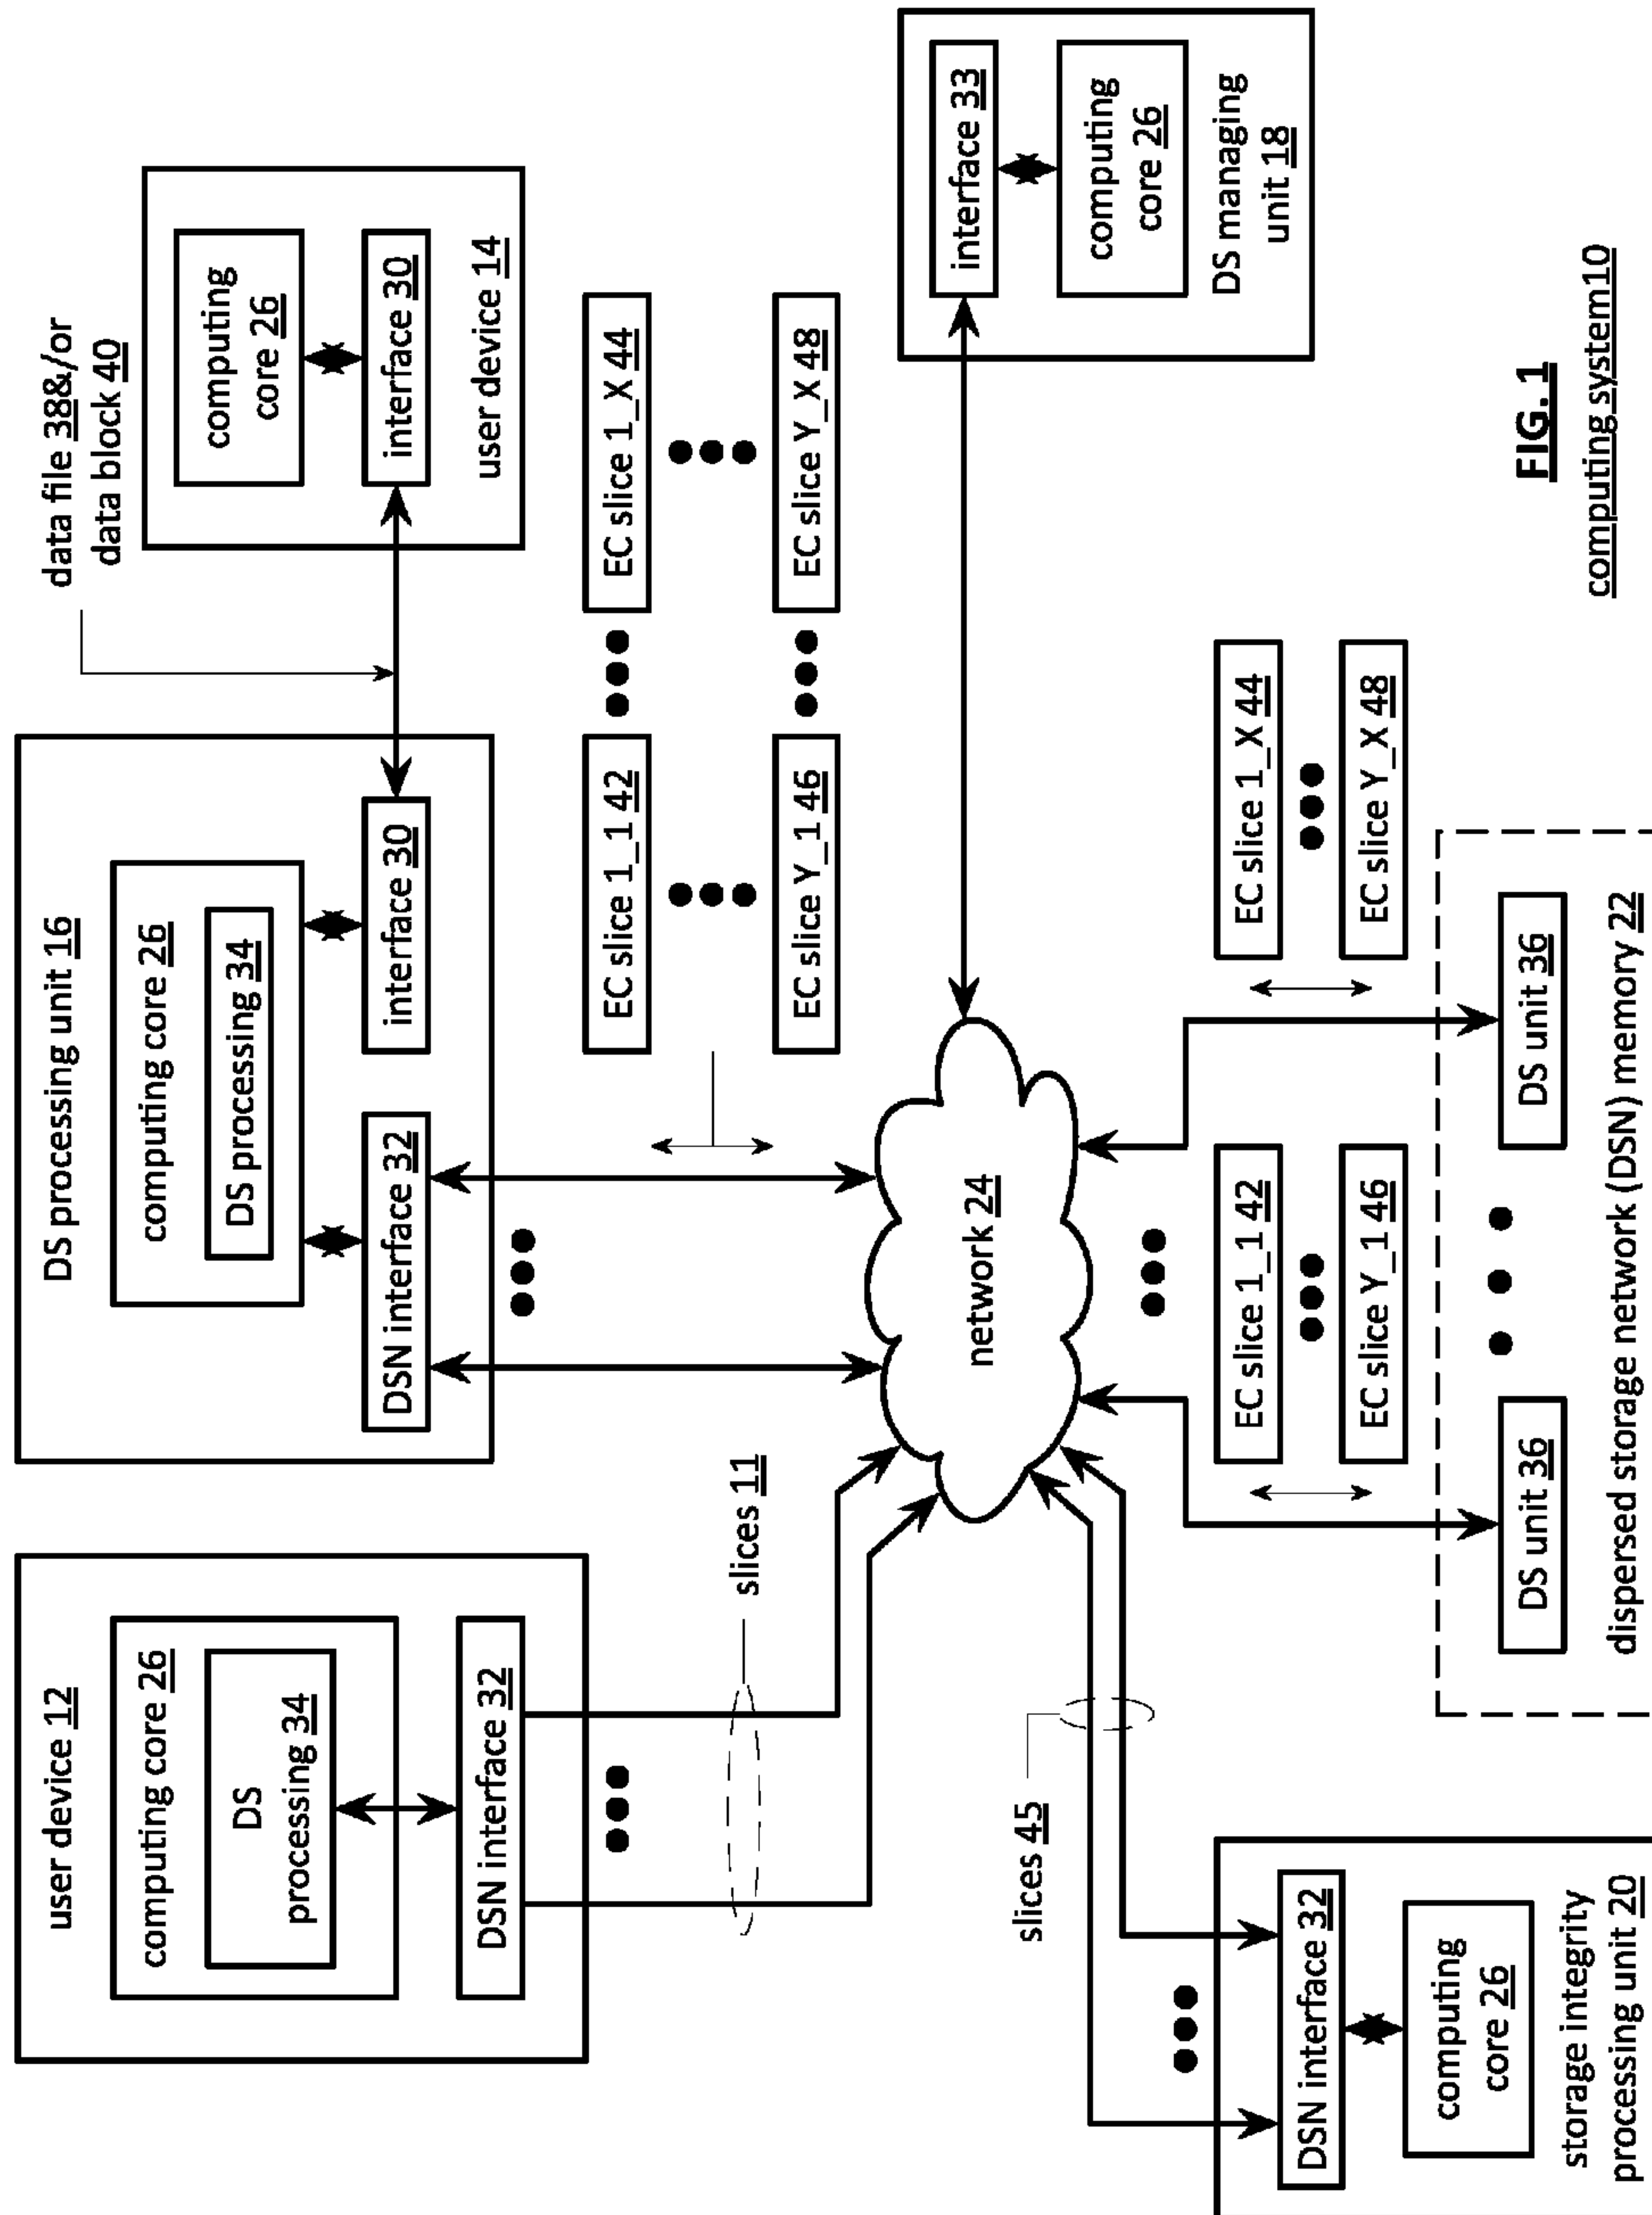 user device 12
computing core 26
DS
processing 34
DSN interface 32
slices 11
DS processing unit 16
computing core 26
DS processing 34
DSN interface 32
interface 30
data file 38&/or
data block 40
computing
core 26
interface 30
user device 14
EC slice 1_1 42
EC slice 1_X 44
EC slice Y_1 46
EC slice Y_X 48
network 24
interface 33
computing
core 26
DS managing
unit 18
slices 45
DSN interface 32
computing
core 26
storage integrity
processing unit 20
EC slice 1_1 42
EC slice Y_1 46
EC slice 1_X 44
EC slice Y_X 48
DS unit 36
DS unit 36
dispersed storage network (DSN) memory 22
FIG. 1
computing system10